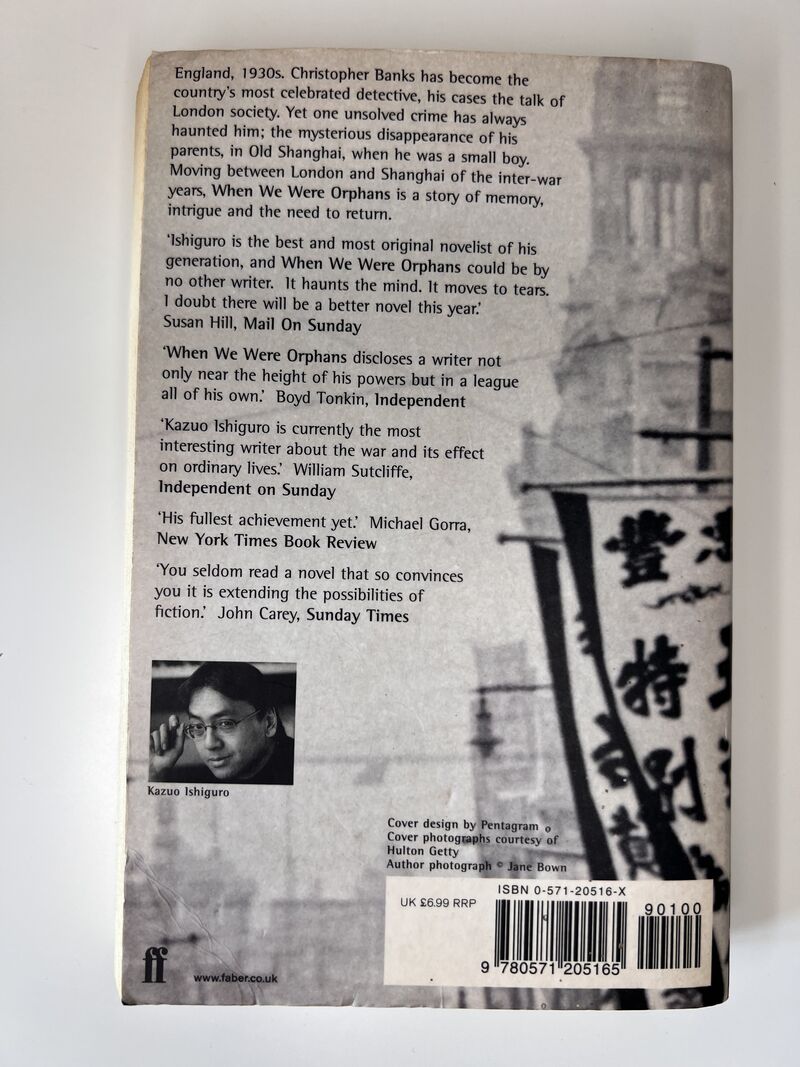 England, 1930s. Christopher Banks has become the
country's most celebrated detective, his cases the talk of
London society. Yet one unsolved crime has always
haunted him; the mysterious disappearance of his
parents, in Old Shanghai, when he was a small boy.
Moving between London and Shanghai of the inter-war
years, When We Were Orphans is a story of memory,
intrigue and the need to return.
'Ishiguro is the best and most original novelist of his
generation, and When We Were Orphans could be by
no other writer. It haunts the mind. It moves to tears.
I doubt there will be a better novel this year.'
Susan Hill, Mail On Sunday
'When We Were Orphans discloses a writer not
only near the height of his powers but in a league
all of his own.' Boyd Tonkin, Independent
'Kazuo Ishiguro is currently the most
interesting writer about the war and its effect
on ordinary lives.' William Sutcliffe,
Independent on Sunday
'His fullest achievement yet.' Michael Gorra,
New York Times Book Review
'You seldom read a novel that so convinces
you it is extending the possibilities of
fiction.' John Carey, Sunday Times
豐
特
別
Kazuo Ishiguro
Cover design by Pentagram
Cover photographs courtesy of
Hulton Getty
Author photograph © Jane Bown
ISBN 0-571-20516-X
UK £6.99 RRP
90100
9 780571 205165
ff
www.faber.co.uk